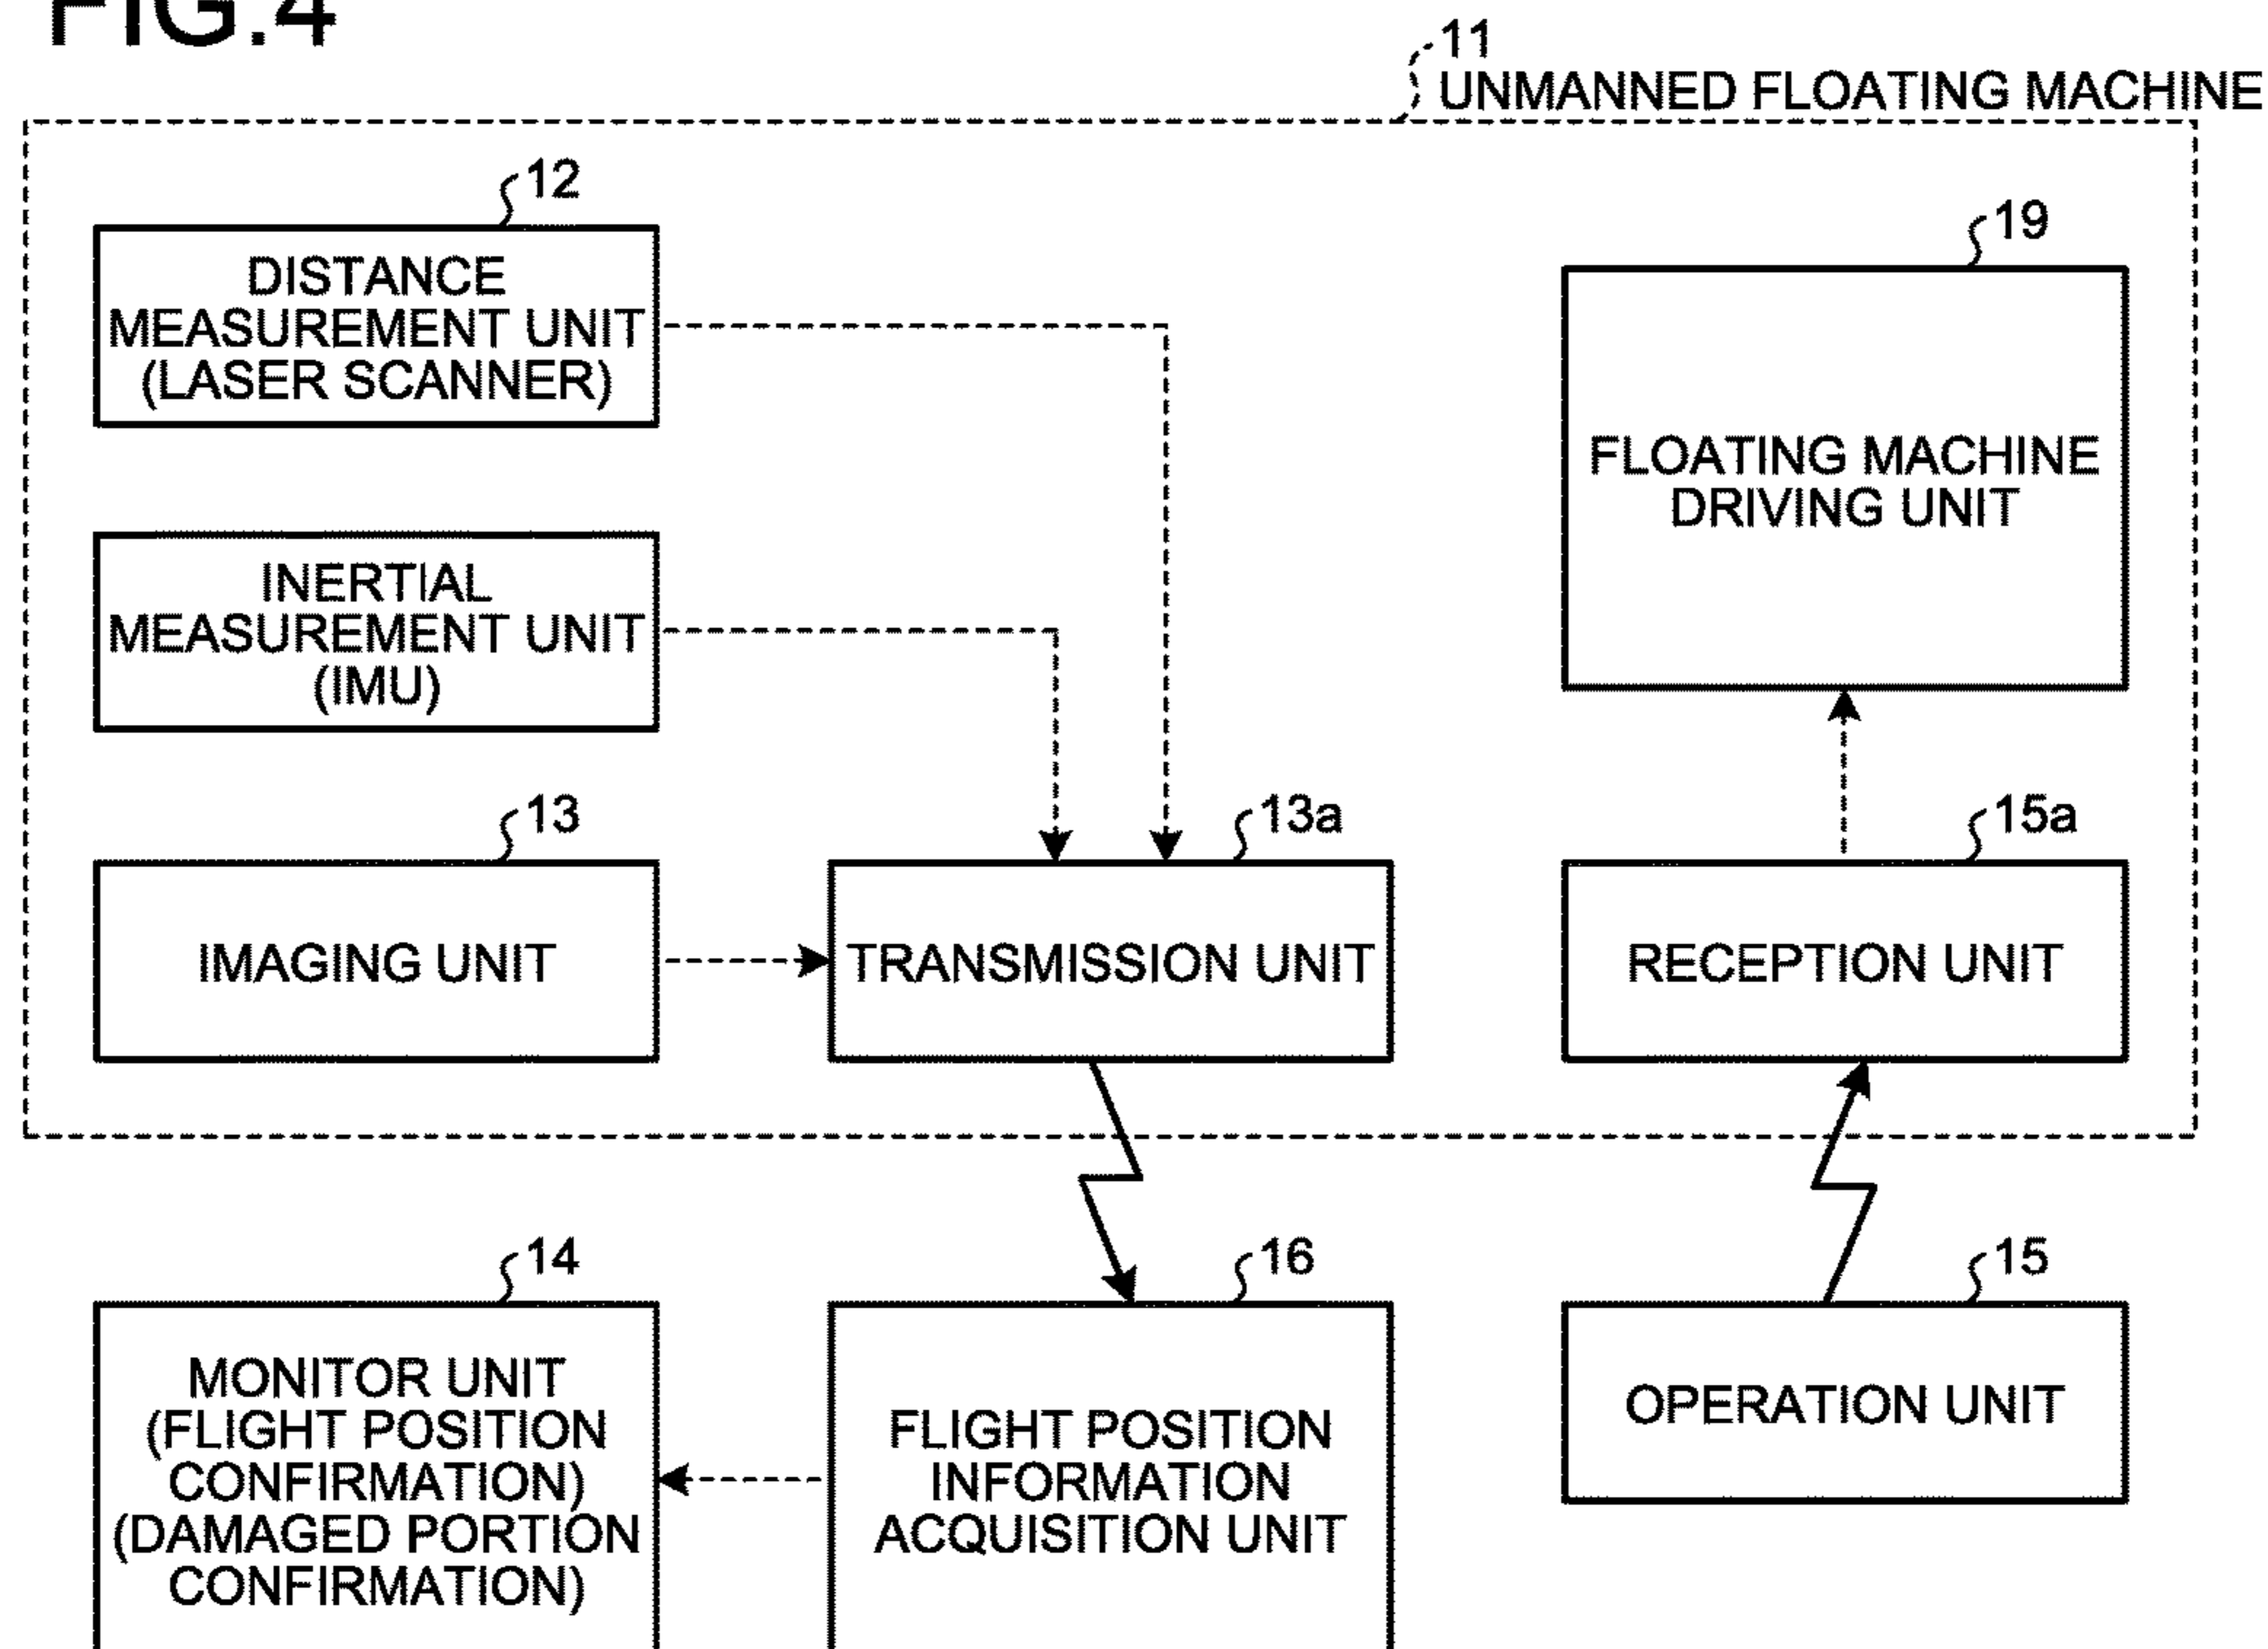 FIG.4
11
UNMANNED FLOATING MACHINE
12
DISTANCE
MEASUREMENT UNIT
(LASER SCANNER)
19
FLOATING MACHINE
DRIVING UNIT
INERTIAL
MEASUREMENT UNIT
(IMU)
13
IMAGING UNIT
13a
TRANSMISSION UNIT
15a
RECEPTION UNIT
14
MONITOR UNIT
(FLIGHT POSITION
CONFIRMATION)
(DAMAGED PORTION
CONFIRMATION)
16
FLIGHT POSITION
INFORMATION
ACQUISITION UNIT
15
OPERATION UNIT